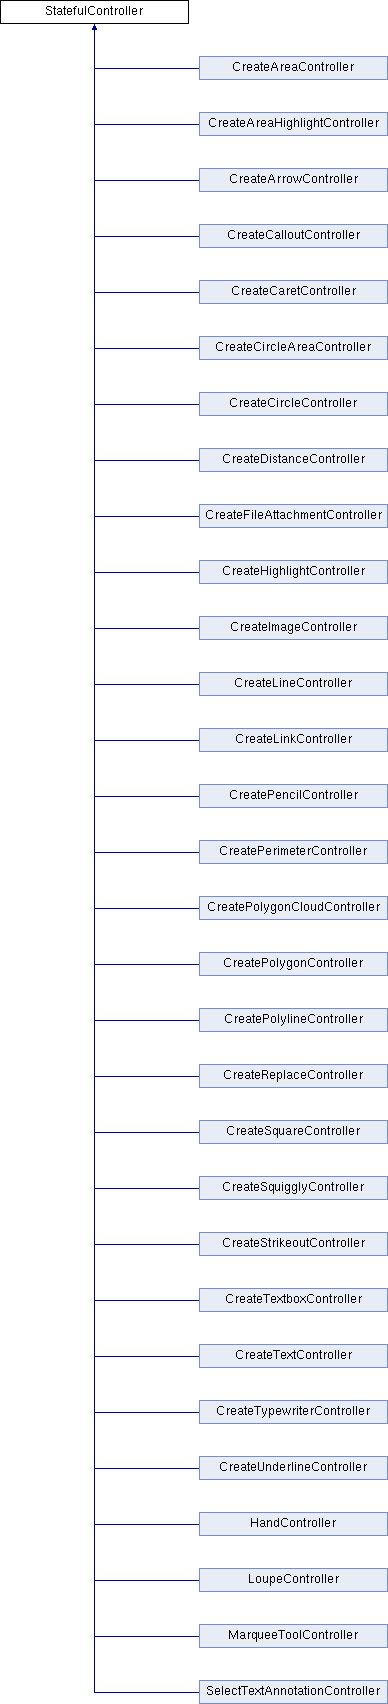 StatefulController
CreateAreaController
CreateAreaHighlightController
CreateArrowController
CreateCalloutController
CreateCaretController
CreateCircleAreaController
CreateCircleController
CreateDistanceController
CreateFileAttachmentController
CreateHighlightController
CreateImageController
CreateLineController
CreateLinkController
CreatePencilController
CreatePerimeterController
CreatePolygonCloudController
CreatePolygonController
CreatePolylineController
CreateReplaceController
CreateSquareController
CreateSquigglyController
CreateStrikeoutController
CreateTextboxController
CreateTextController
CreateTypewriterController
CreateUnderlineController
HandController
LoupeController
MarqueeToolController
SelectTextAnnotationController